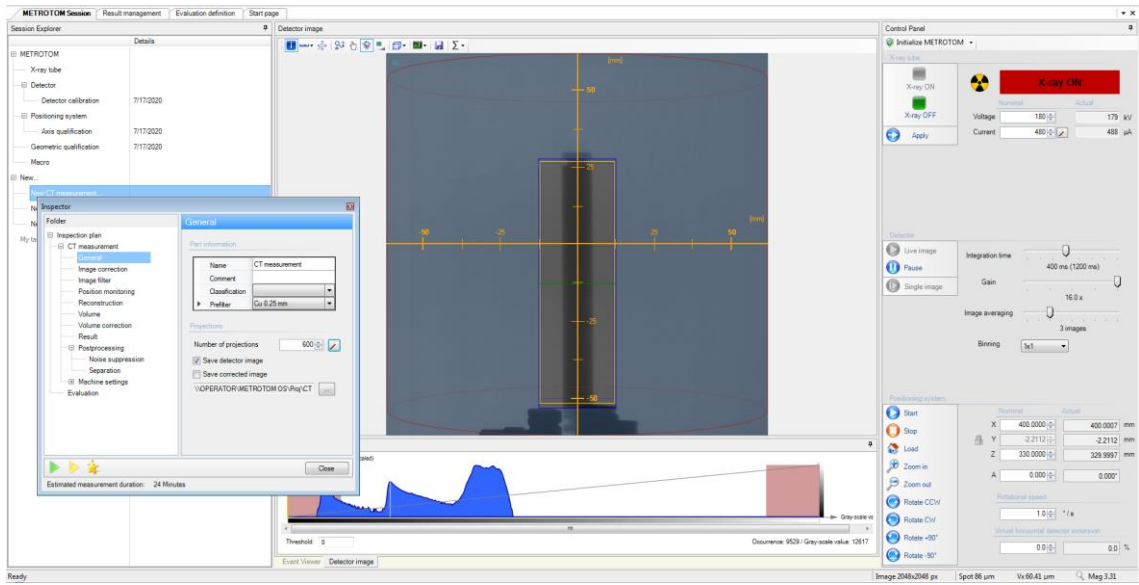 METROTOM Session Result management Evaluation definition Start page
Session Explorer
Details
METROTOM
X-ray tube
Detector
Detector calibration 7/17/2020
Positioning system
Axis qualification 7/17/2020
Geometric qualification 7/17/2020
Macro
New...
New CT measurement...
Inspector
Folder
Inspection plan
CT measurement
General
Image correction
Image filter
Position monitoring
Reconstruction
Volume
Volume correction
Result
Postprocessing
Noise suppression
Separation
Machine settings
Evaluation
General
Part information
Name CT measurement
Comment
Classification
Prefilter Cu 0.25 mm
Projections
Number of projections 600
Save detector image
Save corrected image
\\OPERATOR\METROTOM OS\Proj\CT ...
Close
Estimated measurement duration: 24 Minutes
Detector image
[mm]
50
25
-50 -25 25 50
[mm]
-25
-50
Gray-scale va
Threshold 0
Occurrence: 9529 / Gray-scale value: 12617
Event Viewer Detector image
Control Panel
Initialize METROTOM
X-ray tube
X-ray ON
X-ray OFF
Apply
X-ray ON
Nominal Actual
Voltage 180 179 kV
Current 480 488 µA
Detector
Live image
Pause
Single image
Integration time
400 ms (1200 ms)
Gain
16.0 x
Image averaging
3 images
Binning 1x1
Positioning system
Start
Stop
Load
Zoom in
Zoom out
Rotate CCW
Rotate CW
Rotate +90°
Rotate -90°
Nominal Actual
X 400.0000 400.0007 mm
Y -2.2112 -2.2112 mm
Z 330.0000 329.9997 mm
A 0.000 0.000°
Rotational speed
1.0 °/s
Virtual horizontal detector extension
0.0 0.0 %
Ready
Image 2048x2048 px Spot 86 µm Vx 60.41 µm Mag 3.31